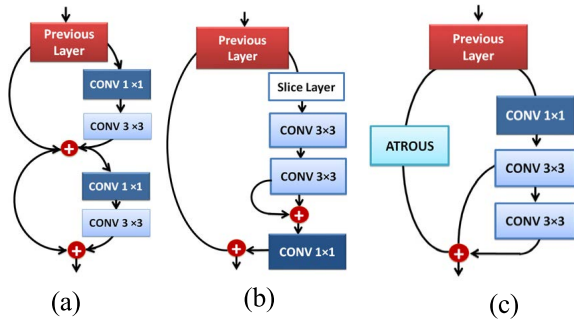 Previous
Layer
CONV 1×1
CONV 3×3
+
CONV 1×1
CONV 3×3
+
(a)
Previous
Layer
Slice Layer
CONV 3×3
CONV 3×3
+
CONV 1×1
+
(b)
Previous
Layer
CONV 1×1
ATROUS
CONV 3×3
CONV 3×3
+
(c)